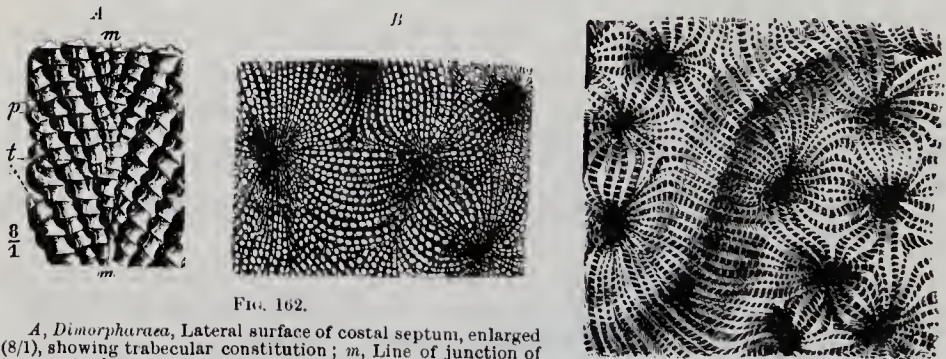 A
B
m
p
t
8
1
m
FIG. 162.
A, Dimorpharaea, Lateral surface of costal septum, enlarged
(8/1), showing trabecular constitution; m, Line of junction of